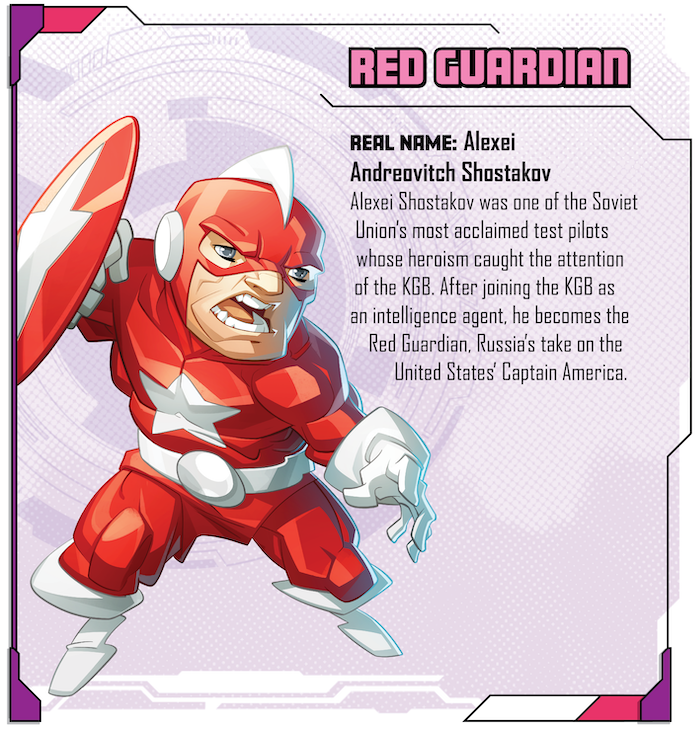 RED GUARDIAN
REAL NAME: Alexei
Andreovitch Shostakov
Alexei Shostakov was one of the Soviet
Union's most acclaimed test pilots
whose heroism caught the attention
of the KGB. After joining the KGB as
an intelligence agent, he becomes the
Red Guardian, Russia's take on the
United States' Captain America.